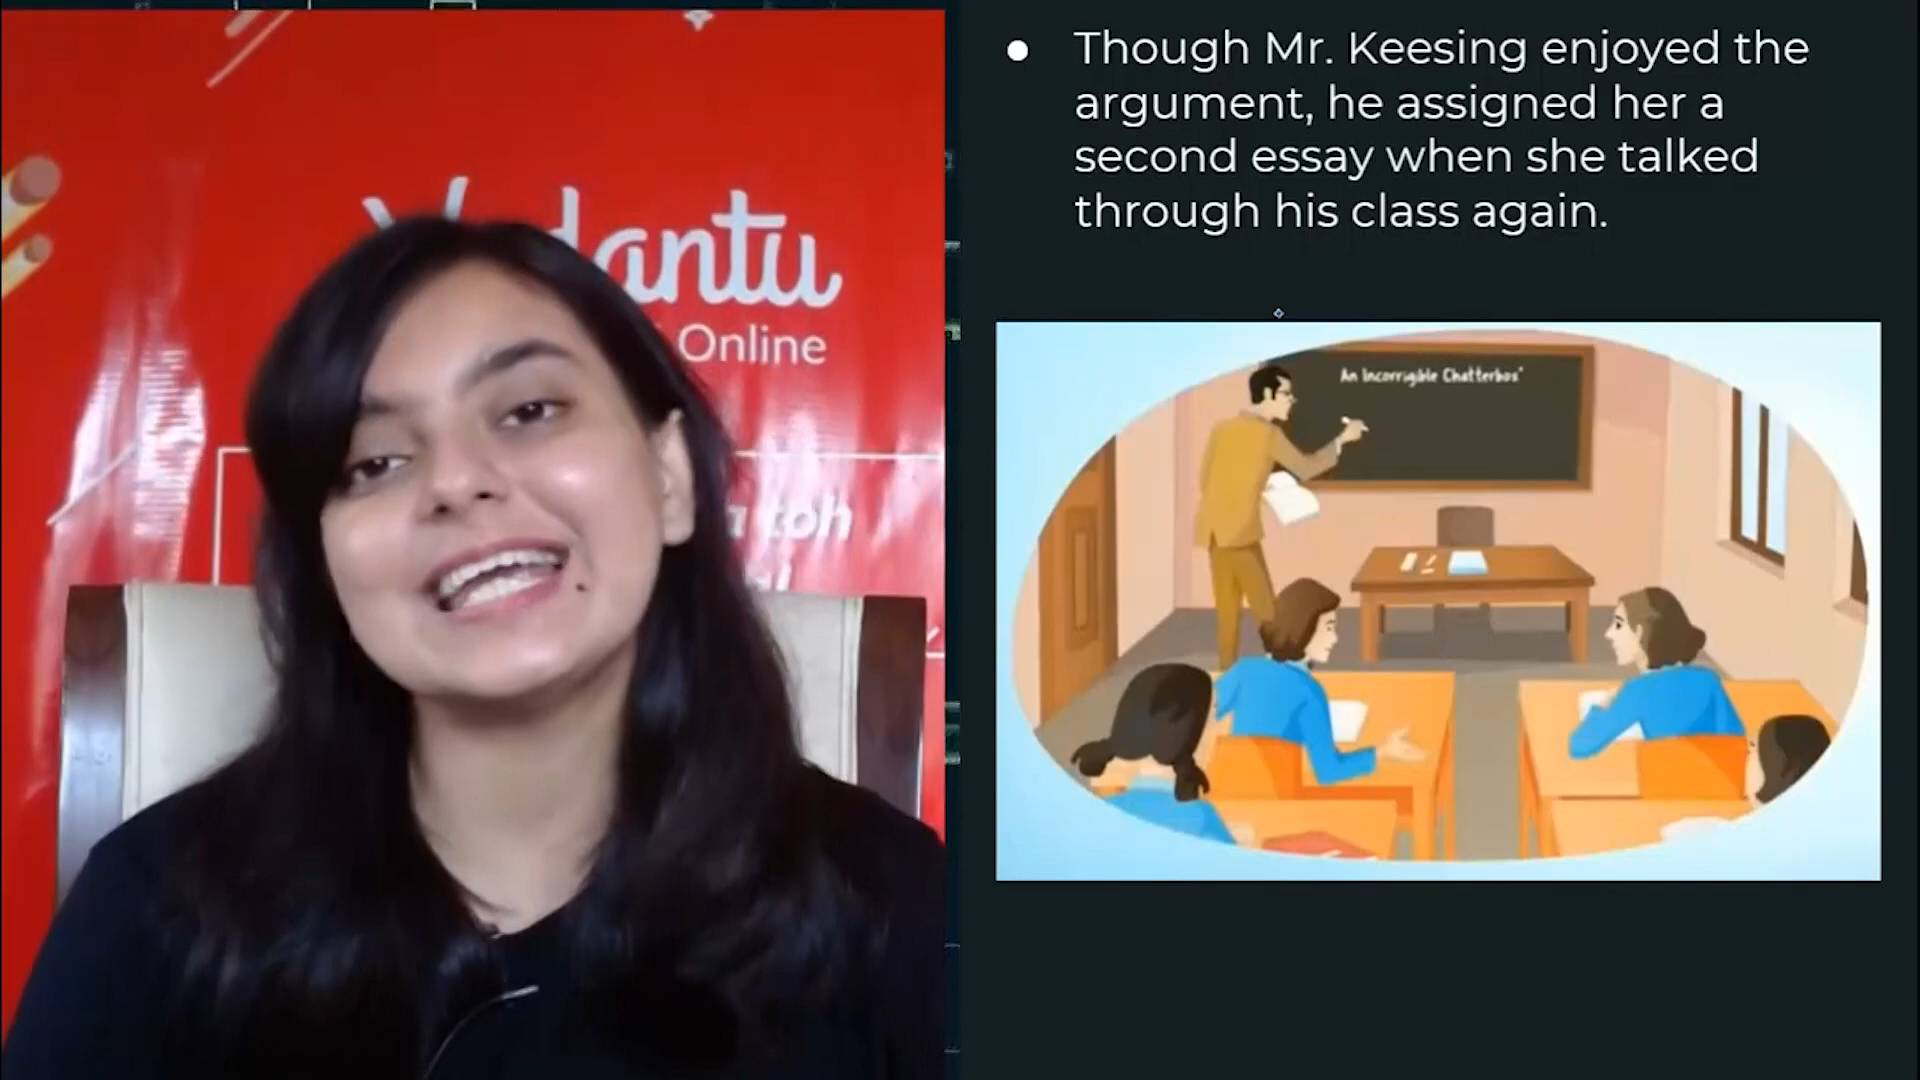 Though Mr. Keesing enjoyed the
argument, he assigned her a
second essay when she talked
through his class again.
An Incorrigible Chatterbox'
Online
toh